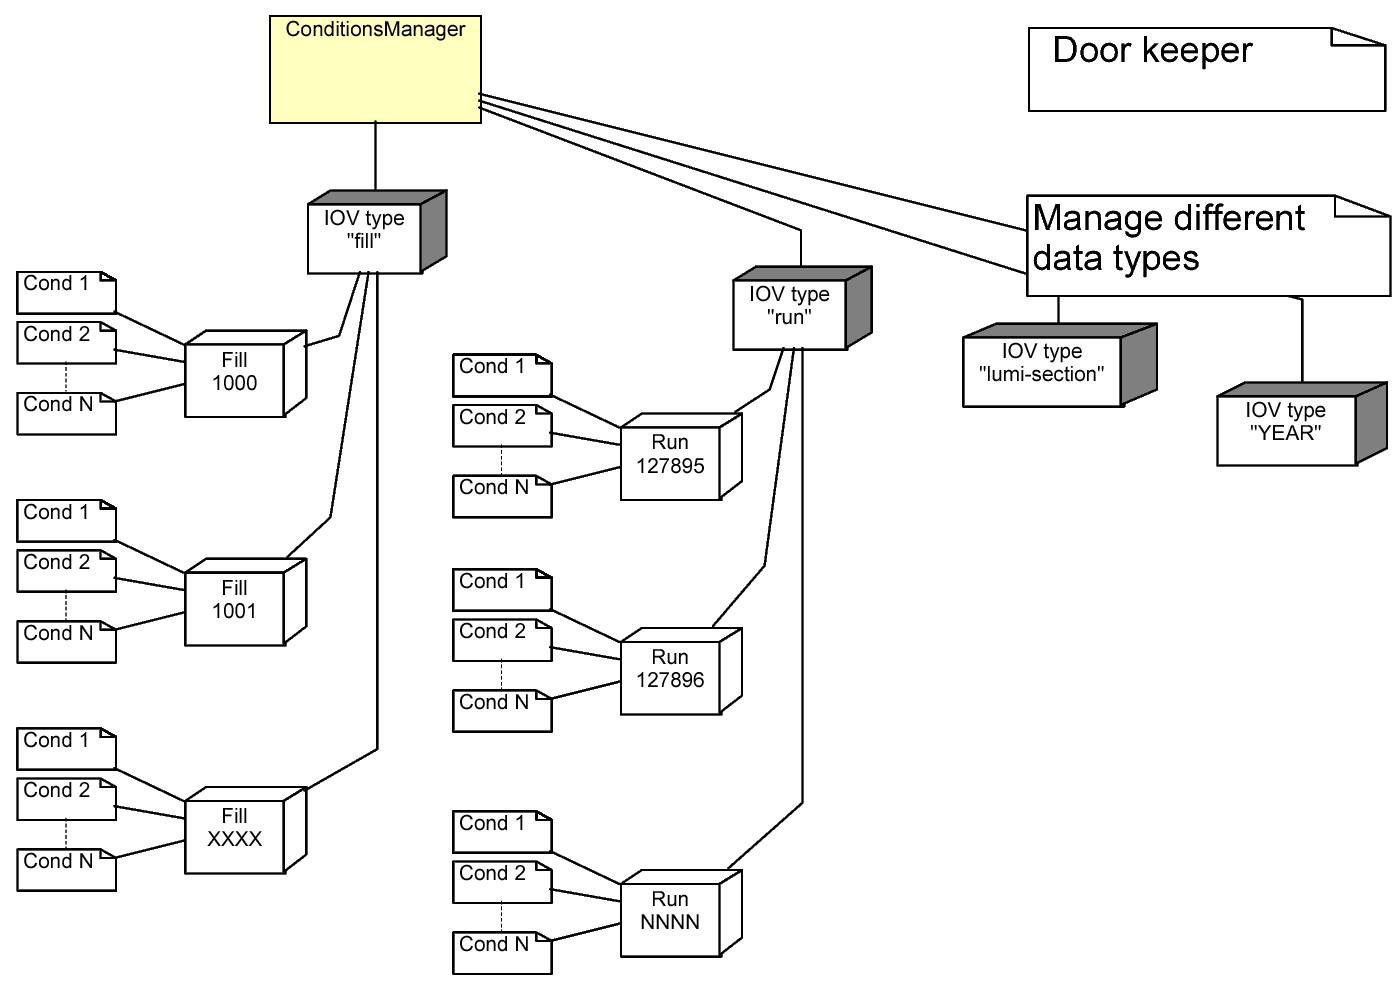 ConditionsManager
Door keeper
IOV type
"fill"
Manage different
data types
IOV type
"run"
IOV type
"lumi-section"
IOV type
"YEAR"
Cond 1
Cond 2
Cond N
Fill
1000
Cond 1
Cond 2
Cond N
Fill
1001
Cond 1
Cond 2
Cond N
Fill
XXXX
Cond 1
Cond 2
Cond N
Run
127895
Cond 1
Cond 2
Cond N
Run
127896
Cond 1
Cond 2
Cond N
Run
NNNN